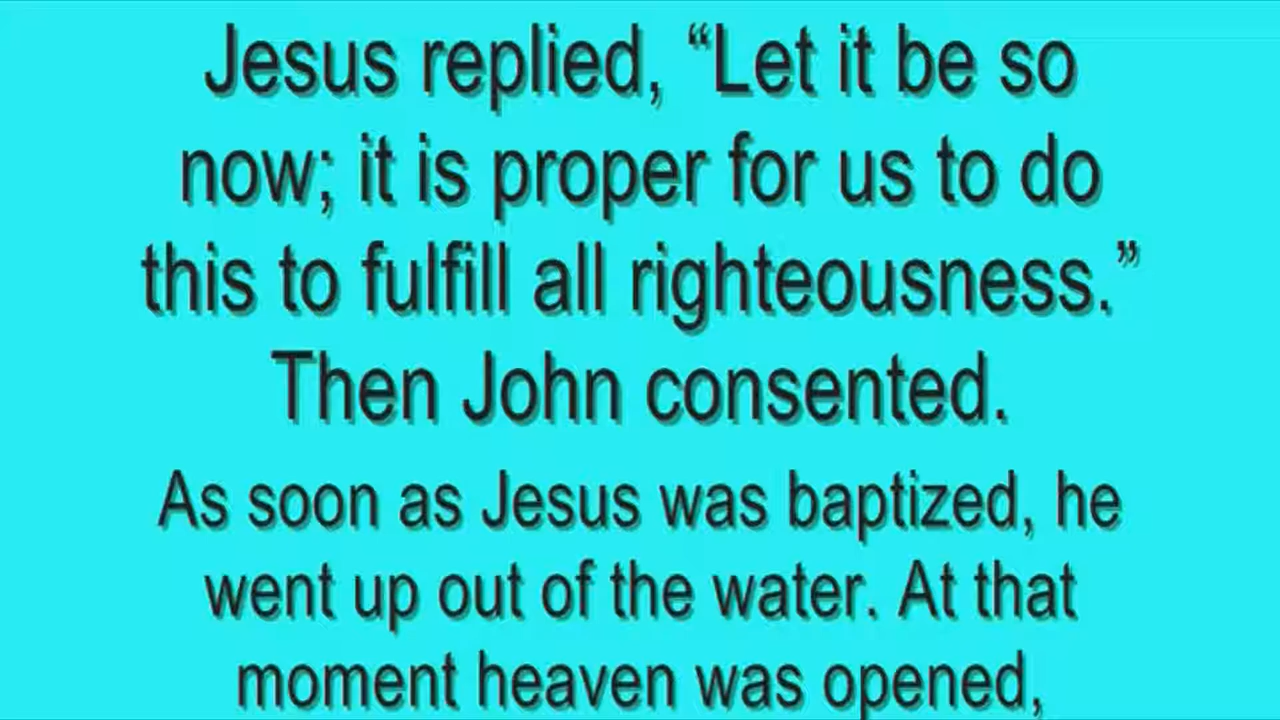 Jesus replied, “Let it be so
now; it is proper for us to do
this to fulfill all righteousness.”
Then John consented.
As soon as Jesus was baptized, he
went up out of the water. At that
moment heaven was opened,